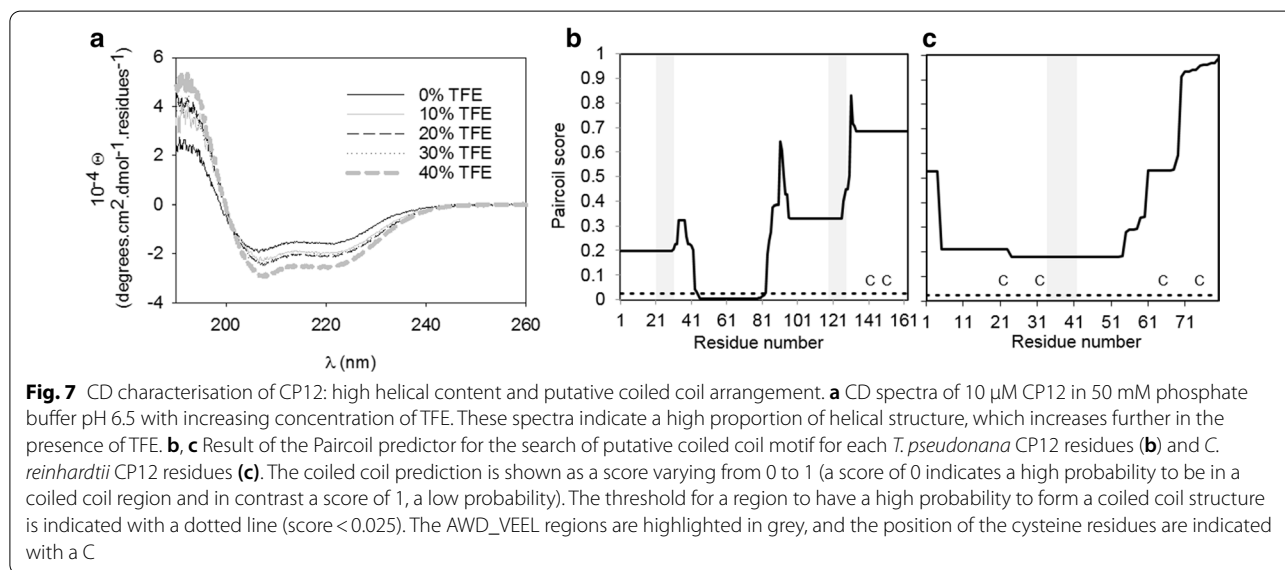 a
b
c
6
4
2
0
-2
-4
10⁻⁴ Θ
(degrees.cm².dmol⁻¹.residues⁻¹)
0% TFE
10% TFE
20% TFE
30% TFE
40% TFE
200 220 240 260
λ (nm)
1
0.9
0.8
0.7
0.6
0.5
0.4
0.3
0.2
0.1
0
Paircoil score
C C
1 21 41 61 81 101 121 141 161
Residue number
C C C C
1 11 21 31 41 51 61 71
Residue number
Fig. 7 CD characterisation of CP12: high helical content and putative coiled coil arrangement. a CD spectra of 10 μM CP12 in 50 mM phosphate
buffer pH 6.5 with increasing concentration of TFE. These spectra indicate a high proportion of helical structure, which increases further in the
presence of TFE. b, c Result of the Paircoil predictor for the search of putative coiled coil motif for each T. pseudonana CP12 residues (b) and C.
reinhardtii CP12 residues (c). The coiled coil prediction is shown as a score varying from 0 to 1 (a score of 0 indicates a high probability to be in a
coiled coil region and in contrast a score of 1, a low probability). The threshold for a region to have a high probability to form a coiled coil structure
is indicated with a dotted line (score < 0.025). The AWD_VEEL regions are highlighted in grey, and the position of the cysteine residues are indicated
with a C